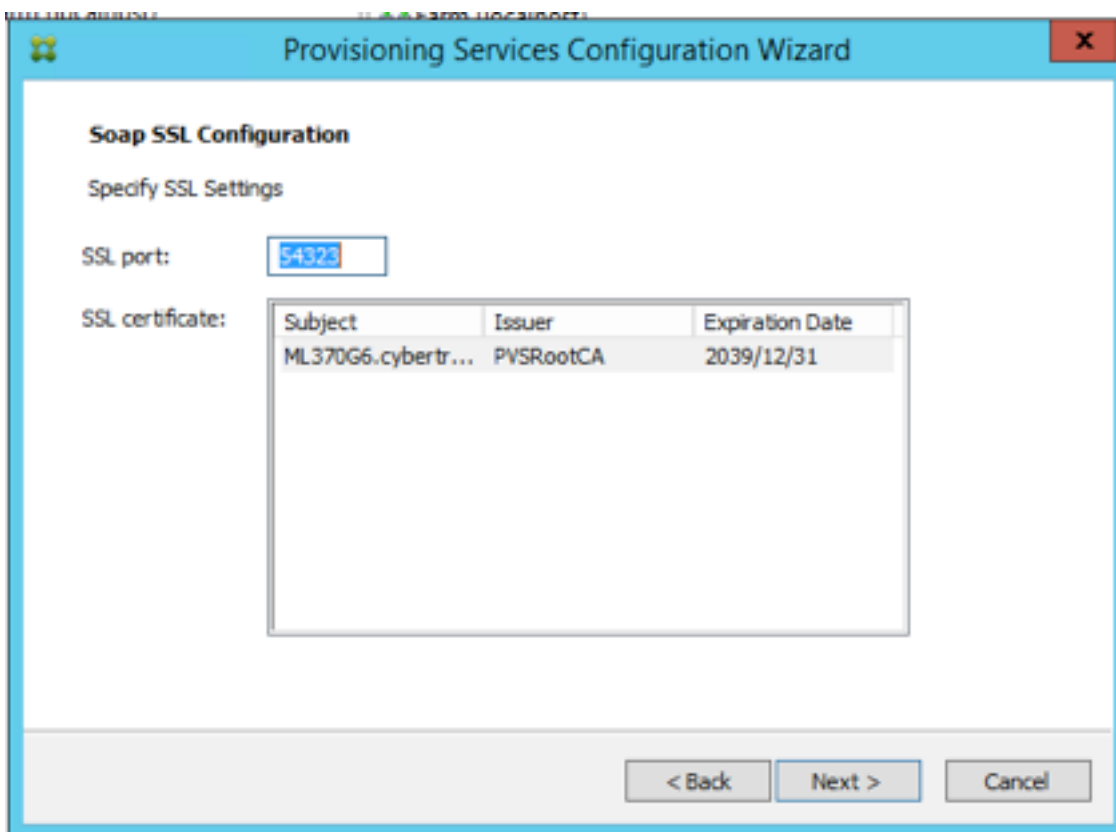 Provisioning Services Configuration Wizard
x
Soap SSL Configuration
Specify SSL Settings
SSL port: 54323
SSL certificate:
Subject Issuer Expiration Date
ML370G6.cybertr... PVSRootCA 2039/12/31
< Back Next > Cancel